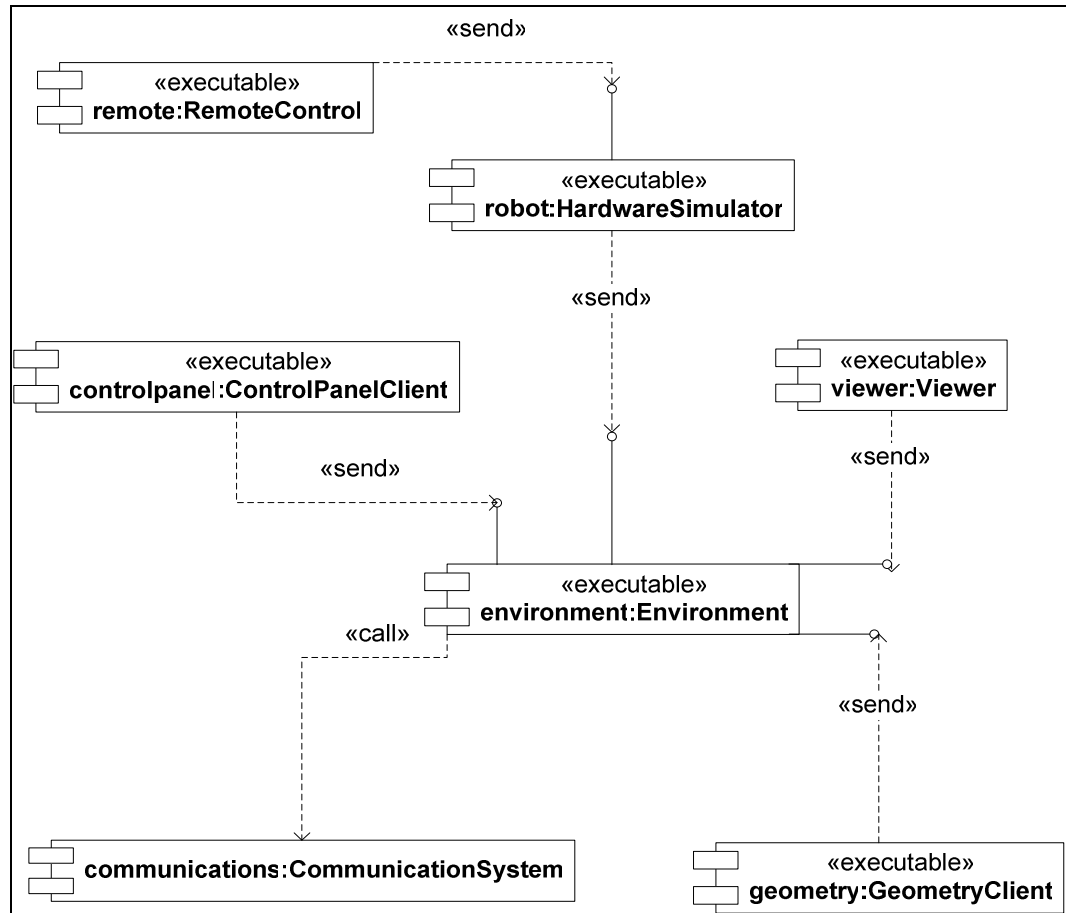 «send»
«executable»
remote:RemoteControl
«executable»
robot:HardwareSimulator
«send»
«executable»
controlpanel:ControlPanelClient
«executable»
viewer:Viewer
«send»
«send»
«executable»
environment:Environment
«call»
«send»
communications:CommunicationSystem
«executable»
geometry:GeometryClient